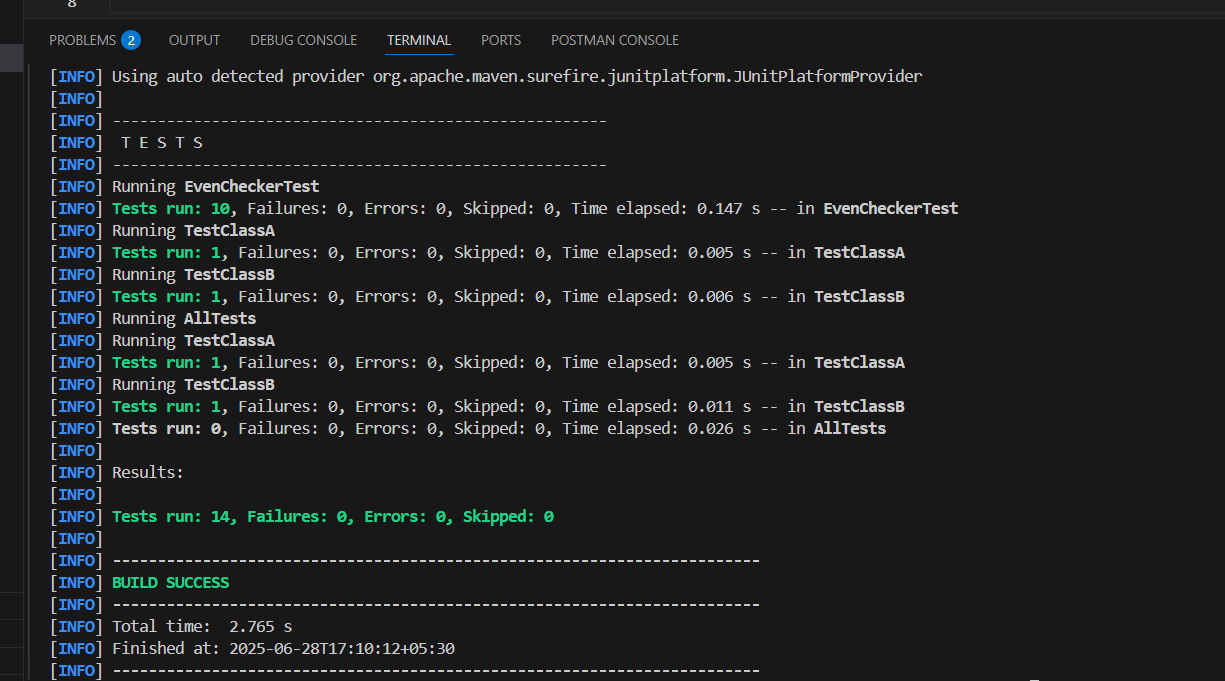 8
PROBLEMS 2 OUTPUT DEBUG CONSOLE TERMINAL PORTS POSTMAN CONSOLE
[INFO] Using auto detected provider org.apache.maven.surefire.junitplatform.JUnitPlatformProvider
[INFO]
[INFO] -------------------------------------------------------
[INFO]  T E S T S
[INFO] -------------------------------------------------------
[INFO] Running EvenCheckerTest
[INFO] Tests run: 10, Failures: 0, Errors: 0, Skipped: 0, Time elapsed: 0.147 s -- in EvenCheckerTest
[INFO] Running TestClassA
[INFO] Tests run: 1, Failures: 0, Errors: 0, Skipped: 0, Time elapsed: 0.005 s -- in TestClassA
[INFO] Running TestClassB
[INFO] Tests run: 1, Failures: 0, Errors: 0, Skipped: 0, Time elapsed: 0.006 s -- in TestClassB
[INFO] Running AllTests
[INFO] Running TestClassA
[INFO] Tests run: 1, Failures: 0, Errors: 0, Skipped: 0, Time elapsed: 0.005 s -- in TestClassA
[INFO] Running TestClassB
[INFO] Tests run: 1, Failures: 0, Errors: 0, Skipped: 0, Time elapsed: 0.011 s -- in TestClassB
[INFO] Tests run: 0, Failures: 0, Errors: 0, Skipped: 0, Time elapsed: 0.026 s -- in AllTests
[INFO]
[INFO] Results:
[INFO]
[INFO] Tests run: 14, Failures: 0, Errors: 0, Skipped: 0
[INFO]
[INFO] ------------------------------------------------------------------------
[INFO] BUILD SUCCESS
[INFO] ------------------------------------------------------------------------
[INFO] Total time:  2.765 s
[INFO] Finished at: 2025-06-28T17:10:12+05:30
[INFO] ------------------------------------------------------------------------